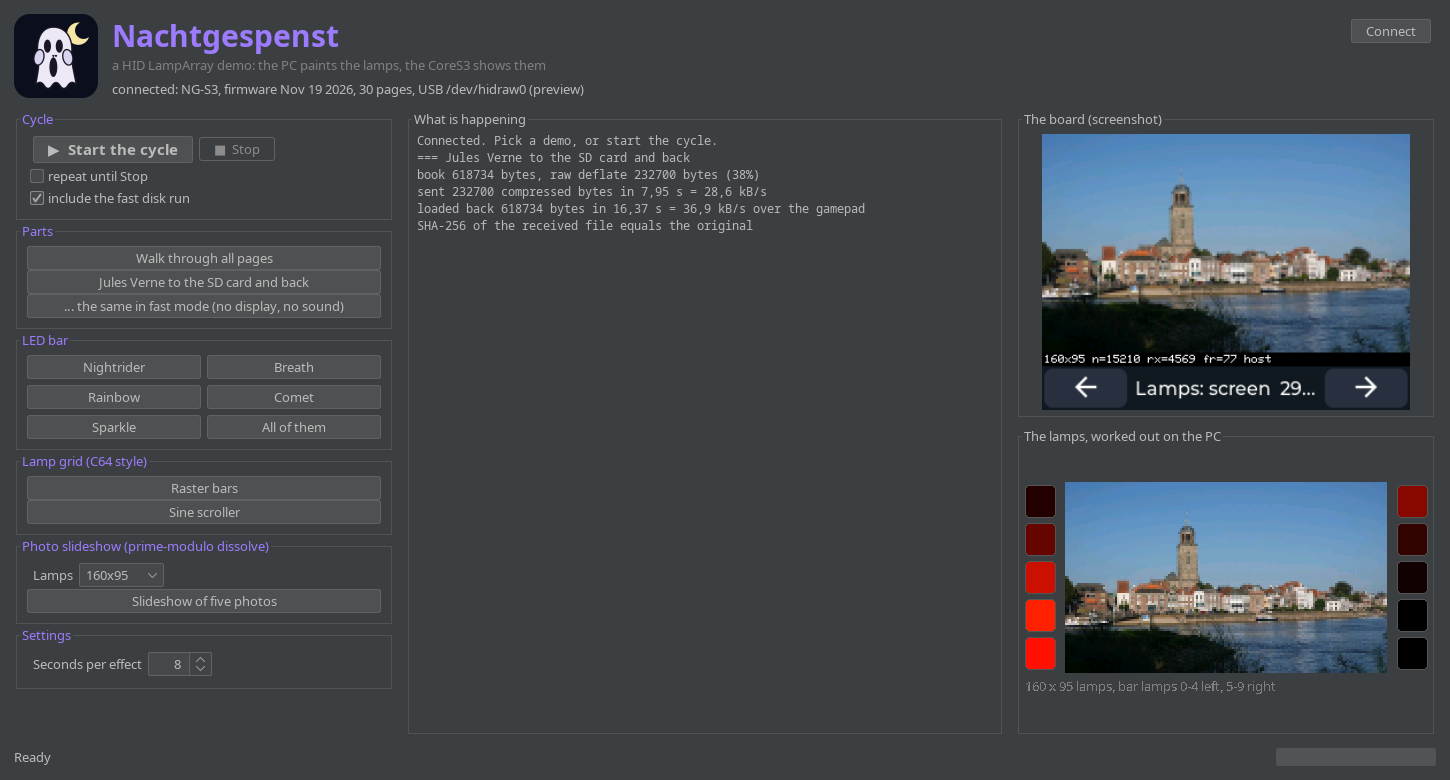 Nachtgespenst
a HID LampArray demo: the PC paints the lamps, the CoreS3 shows them
connected: NG-S3, firmware Nov 19 2026, 30 pages, USB /dev/hidraw0 (preview)
Connect
Cycle
Start the cycle
Stop
repeat until Stop
include the fast disk run
Parts
Walk through all pages
Jules Verne to the SD card and back
... the same in fast mode (no display, no sound)
LED bar
Nightrider
Breath
Rainbow
Comet
Sparkle
All of them
Lamp grid (C64 style)
Raster bars
Sine scroller
Photo slideshow (prime-modulo dissolve)
Lamps 160x95
Slideshow of five photos
Settings
Seconds per effect 8
What is happening
Connected. Pick a demo, or start the cycle.
=== Jules Verne to the SD card and back
book 618734 bytes, raw deflate 232700 bytes (38%)
sent 232700 compressed bytes in 7,95 s = 28,6 kB/s
loaded back 618734 bytes in 16,37 s = 36,9 kB/s over the gamepad
SHA-256 of the received file equals the original
The board (screenshot)
160x95 n=15210 rx=4569 fr=77 host
Lamps: screen 29...
The lamps, worked out on the PC
160 x 95 lamps, bar lamps 0-4 left, 5-9 right
Ready